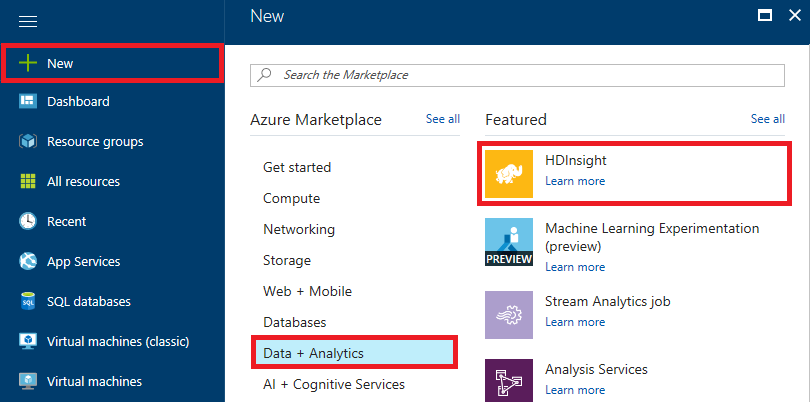 New
New
Dashboard
Resource groups
All resources
Recent
App Services
SQL databases
SQL
Virtual machines (classic)
Virtual machines
Search the Marketplace
Azure Marketplace
See all
Get started
Compute
Networking
Storage
Web + Mobile
Databases
Data + Analytics
AI + Cognitive Services
Featured
See all
HDInsight
Learn more
PREVIEW
Machine Learning Experimentation
(preview)
Learn more
Stream Analytics job
Learn more
Analysis Services
Learn more